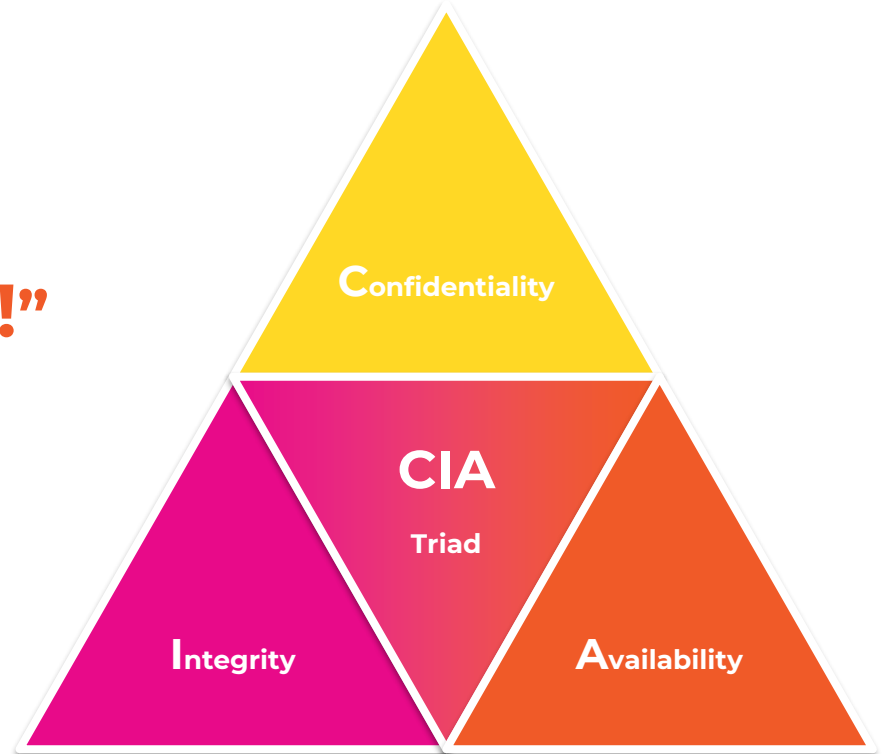 !”
Confidentiality
CIA
Triad
Integrity
Availability